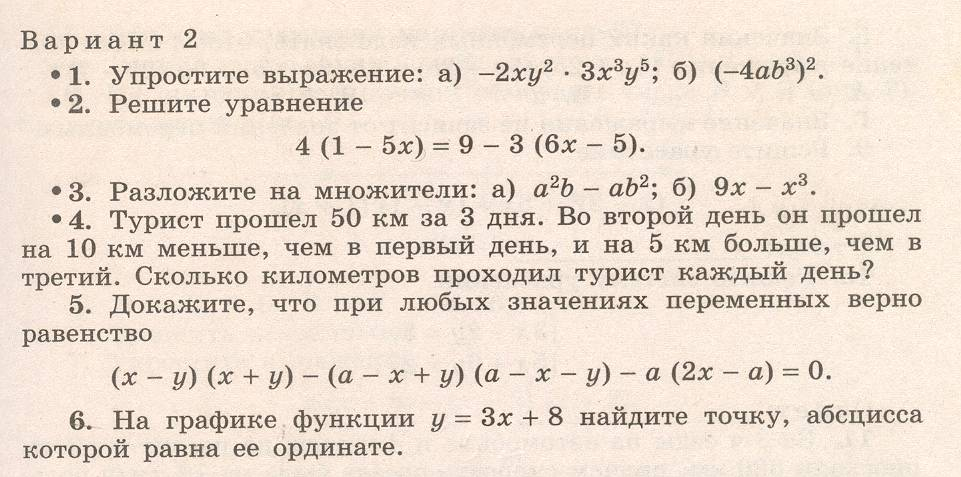 Вариант 2
• 1. Упростите выражение: а) −2xy² · 3x³y⁵; б) (−4ab³)².
• 2. Решите уравнение
4 (1 − 5x) = 9 − 3 (6x − 5).
• 3. Разложите на множители: а) a²b − ab²; б) 9x − x³.
• 4. Турист прошел 50 км за 3 дня. Во второй день он прошел
на 10 км меньше, чем в первый день, и на 5 км больше, чем в
третий. Сколько километров проходил турист каждый день?
5. Докажите, что при любых значениях переменных верно
равенство
(x − y) (x + y) − (a − x + y) (a − x − y) − a (2x − a) = 0.
6. На графике функции y = 3x + 8 найдите точку, абсцисса
которой равна ее ординате.